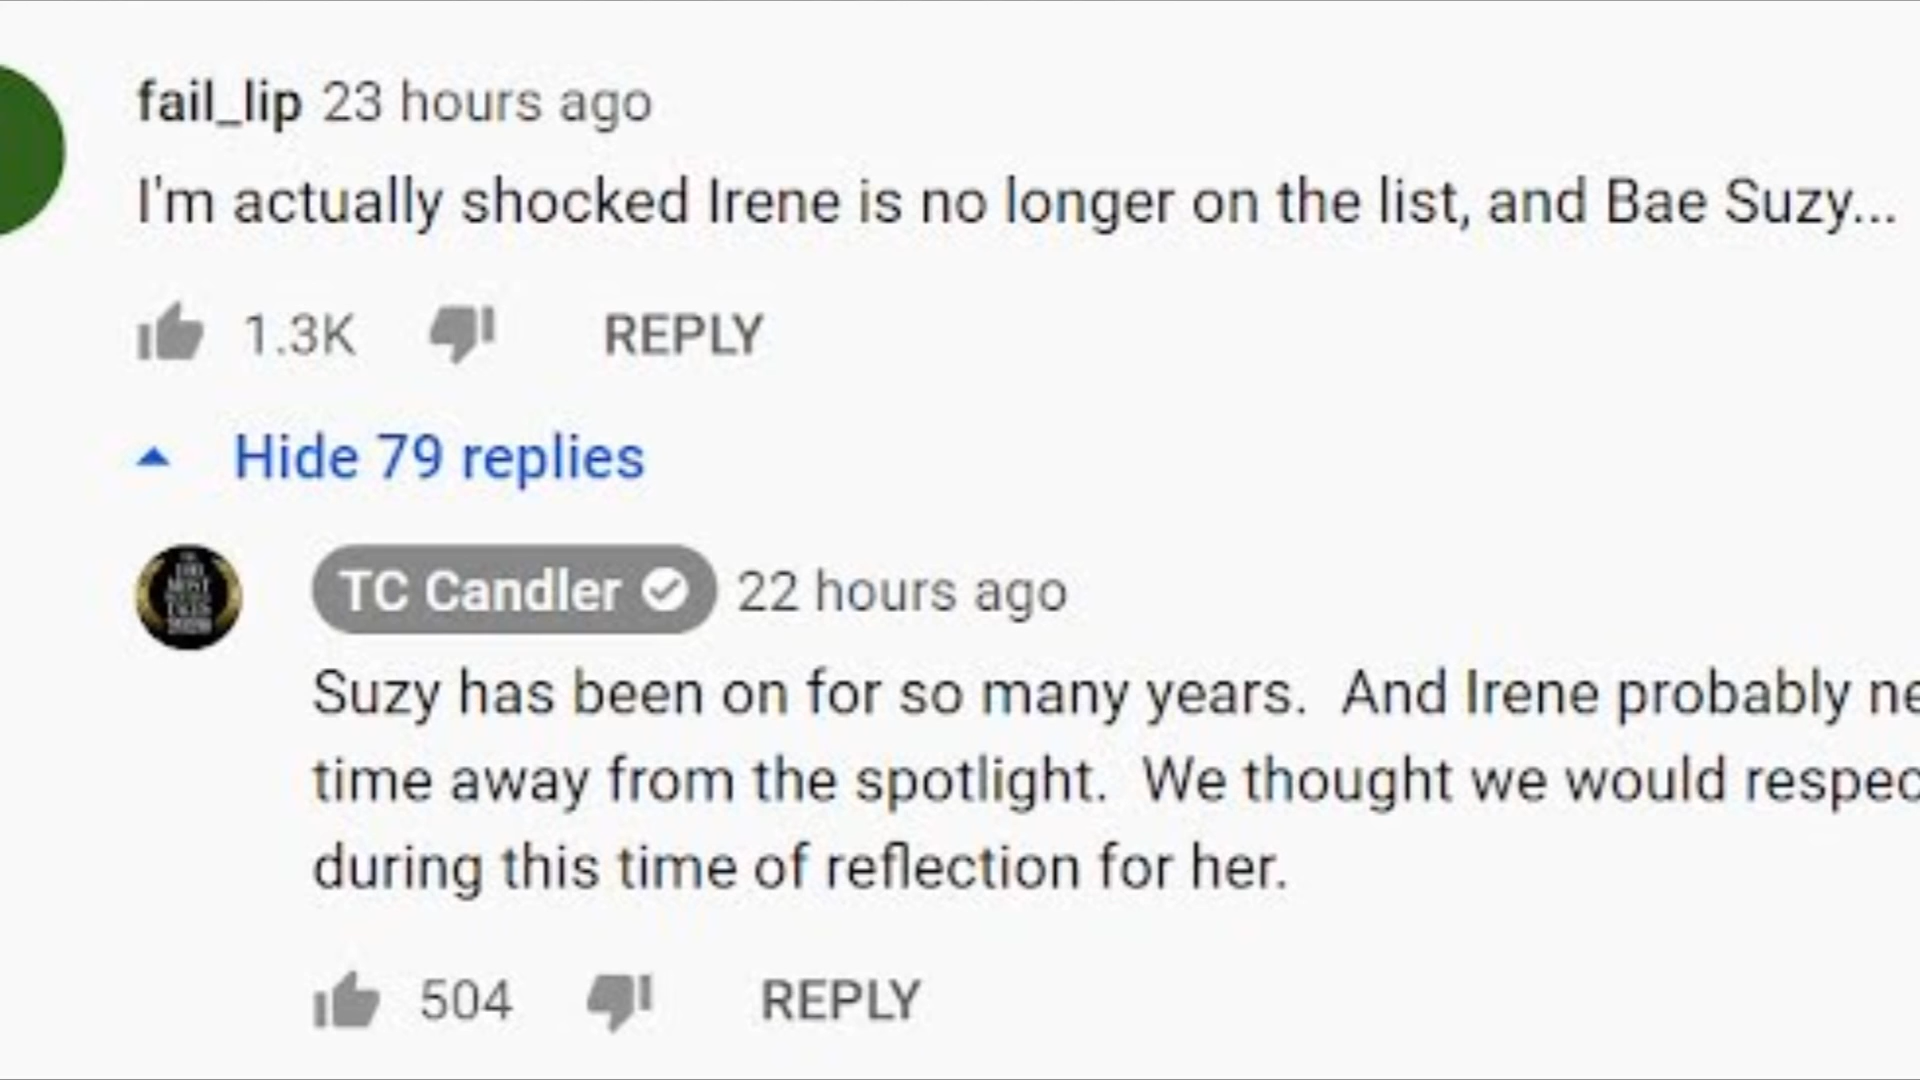 fail_lip 23 hours ago
I'm actually shocked Irene is no longer on the list, and Bae Suzy...
1.3K REPLY
Hide 79 replies
TC Candler 22 hours ago
Suzy has been on for so many years. And Irene probably
time away from the spotlight. We thought we would
during this time of reflection for her.
504 REPLY